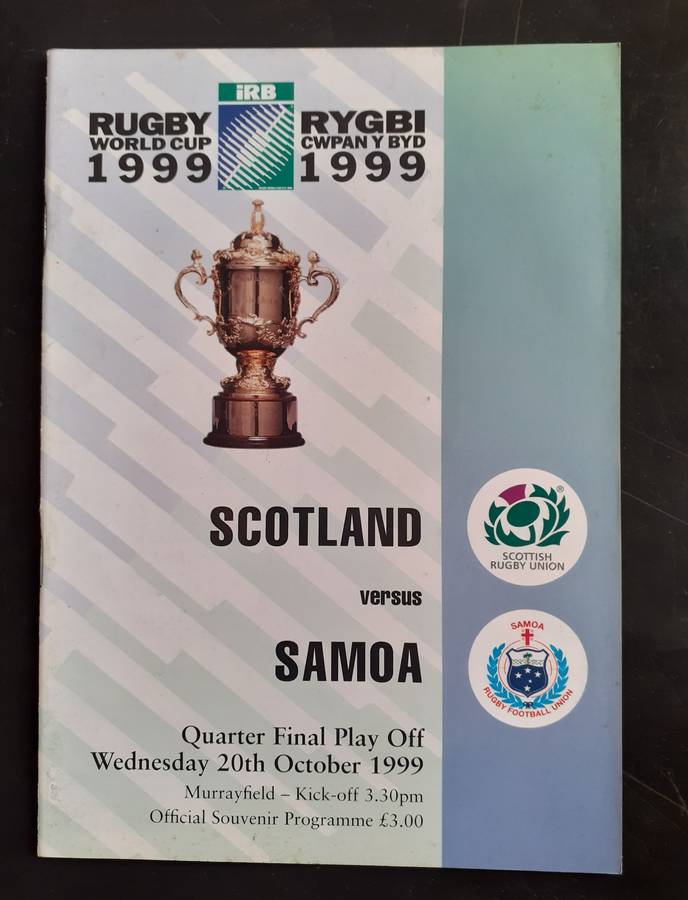 iRB
RUGBY
WORLD CUP
1999
RYGBI
CWPAN Y BYD
1999
SCOTLAND
versus
SAMOA
Quarter Final Play Off
Wednesday 20th October 1999
Murrayfield – Kick-off 3.30pm
Official Souvenir Programme £3.00
®
SCOTTISH
RUGBY UNION
SAMOA
RUGBY FOOTBALL UNION